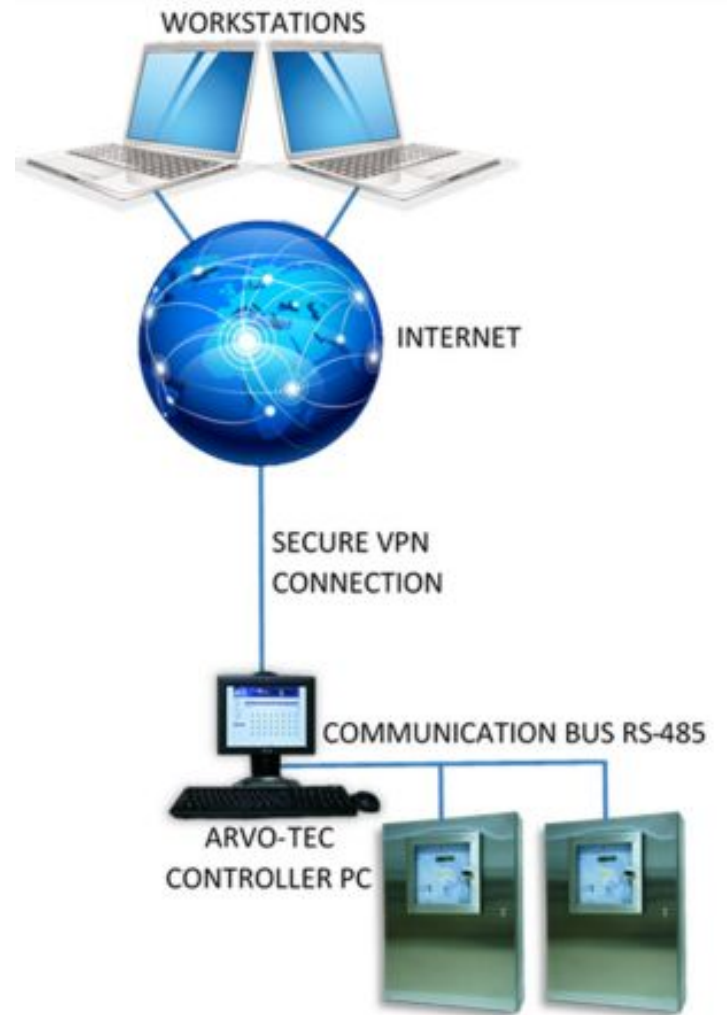 WORKSTATIONS
INTERNET
SECURE VPN
CONNECTION
COMMUNICATION BUS RS-485
ARVO-TEC
CONTROLLER PC